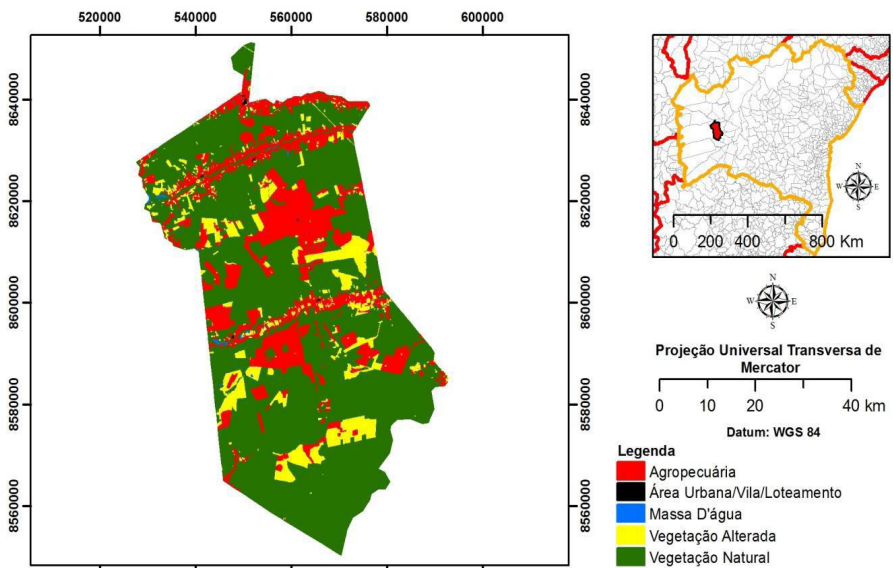 520000 540000 560000 580000 600000
8640000
8620000
8600000
8580000
8560000
8640000
8620000
8600000
8580000
8560000
N
W E
S
0 200 400 800 Km
N
W E
S
Projeção Universal Transversa de
Mercator
0 10 20 40 km
Datum: WGS 84
Legenda
Agropecuária
Área Urbana/Vila/Loteamento
Massa D'água
Vegetação Alterada
Vegetação Natural